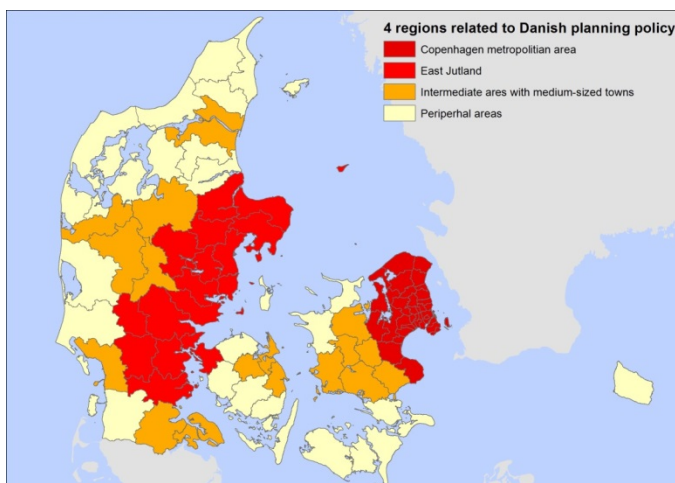 4 regions related to Danish planning policy
Copenhagen metropolitian area
East Jutland
Intermediate ares with medium-sized towns
Periperhal areas